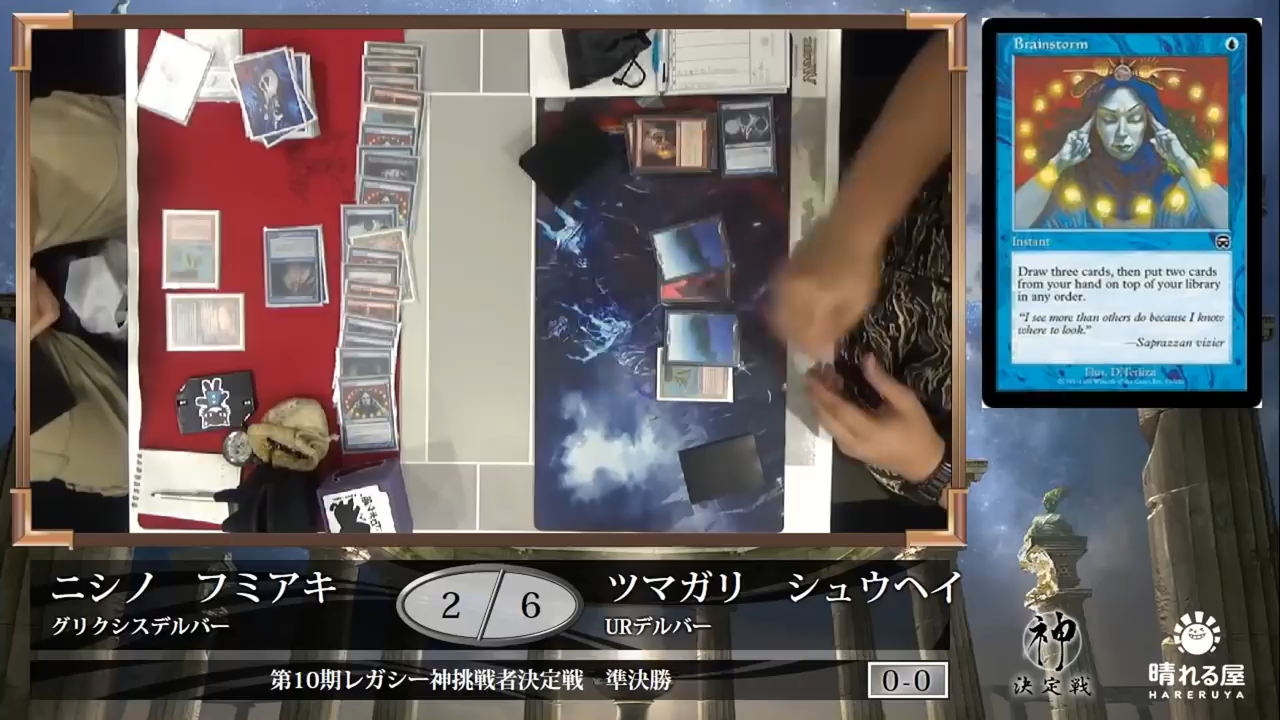 Brainstorm
Instant
Draw three cards, then put two cards
from your hand on top of your library
in any order.
"I see more than others do because I know
where to look."
—Saprazzan vizier
ニシノ フミアキ
グリクシスデルバー
2/6
ツマガリ シュウヘイ
URデルバー
第10期レガシー神挑戦者決定戦 準決勝
0-0
神
決定戦
晴れる屋
HARERUYA